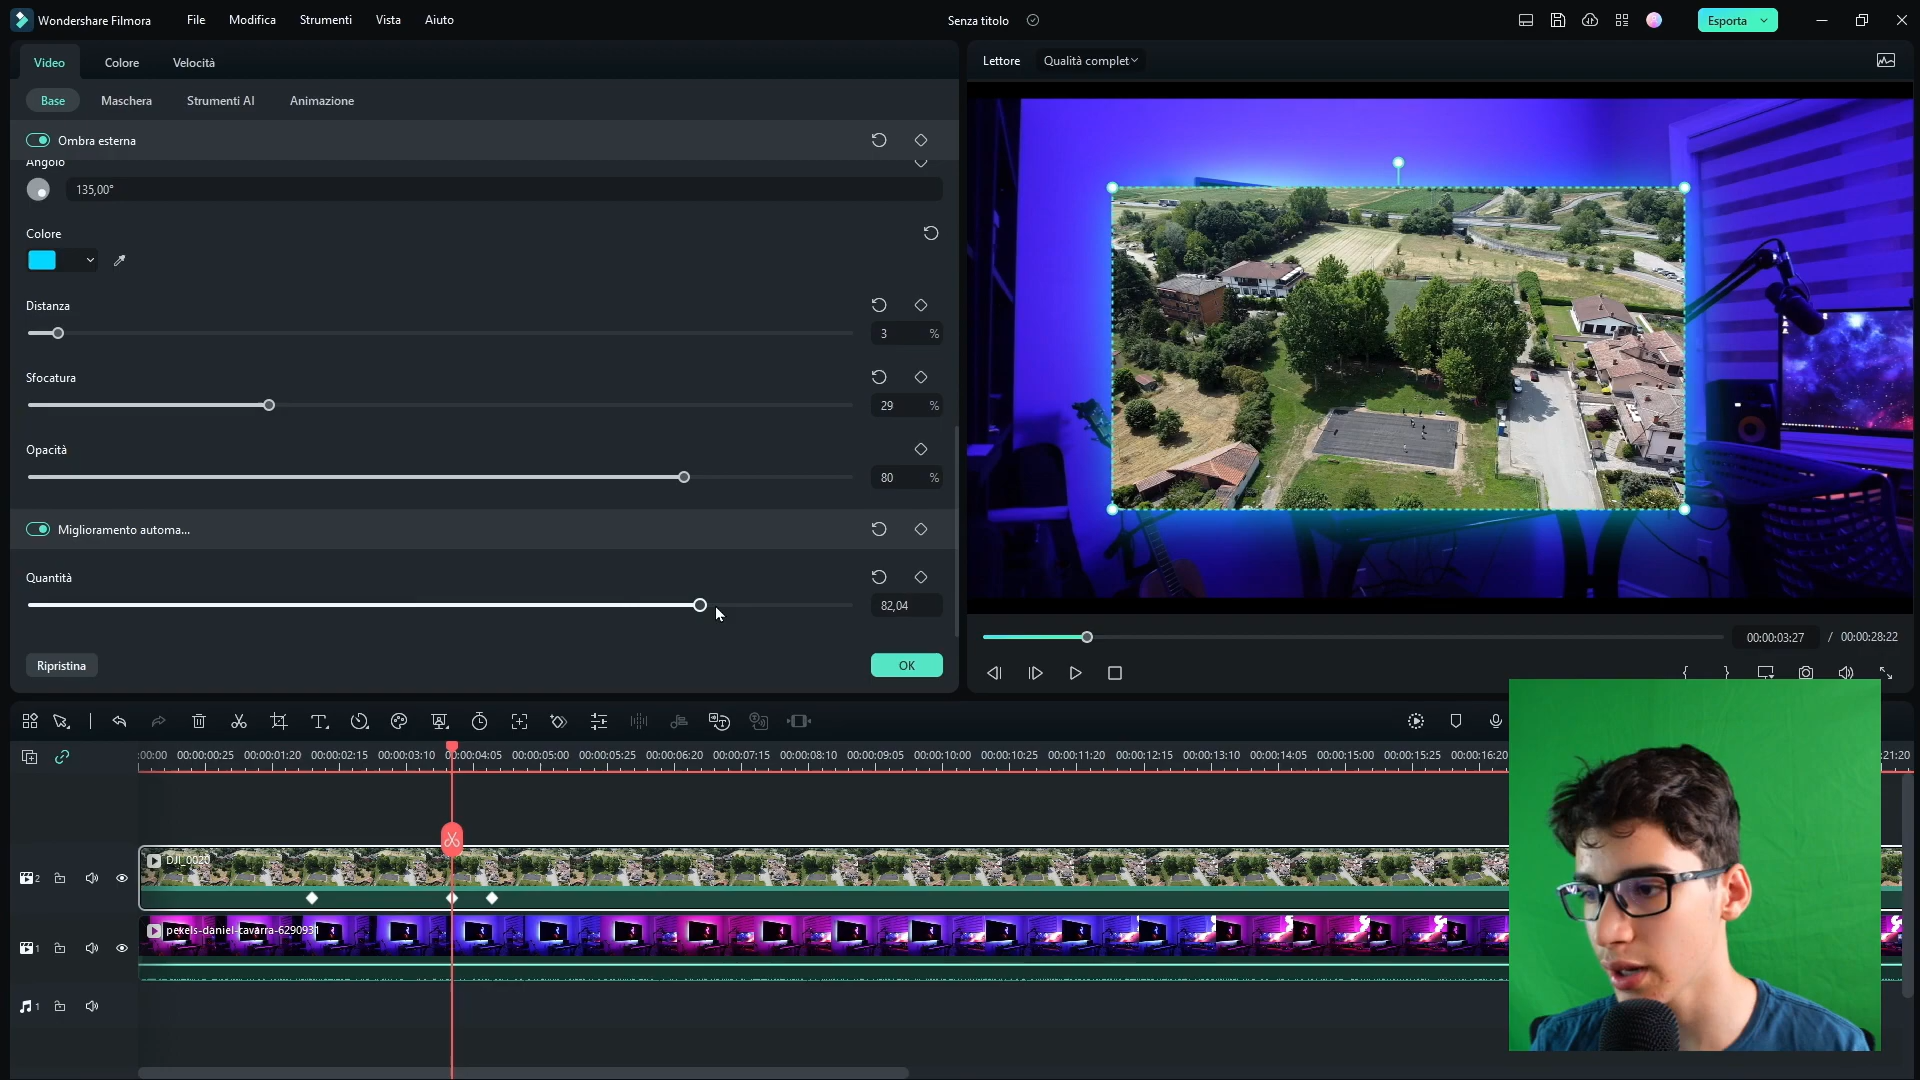 Wondershare Filmora
File
Modifica
Strumenti
Vista
Aiuto
Senza titolo
Esporta
Video
Colore
Velocità
Base
Maschera
Strumenti AI
Animazione
Ombra esterna
Angolo
135,00°
Colore
Distanza
3 %
Sfocatura
29 %
Opacità
80 %
Miglioramento automa...
Quantità
82,04
Ripristina
OK
Lettore
Qualità complet
00:00:03:27 / 00:00:28:22
:00:00 00:00:00:25 00:00:01:20 00:00:02:15 00:00:03:10 00:00:04:05 00:00:05:00 00:00:05:25 00:00:06:20 00:00:07:15 00:00:08:10 00:00:09:05 00:00:10:00 00:00:10:25 00:00:11:20 00:00:12:15 00:00:13:10 00:00:14:05 00:00:15:00 00:00:15:25 00:00:16:20 :21:20
DJI_0020
2
pexels-daniel-cavarra-6290931
1
1